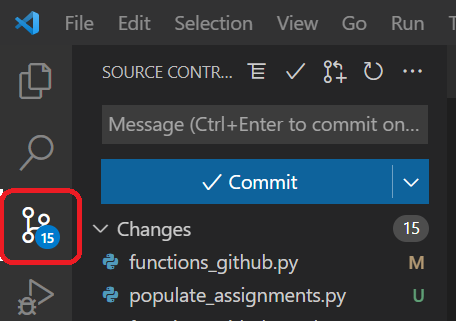 File Edit Selection View Go Run
SOURCE CONTR...
Message (Ctrl+Enter to commit on...
Commit
15
Changes 15
functions_github.py M
populate_assignments.py U